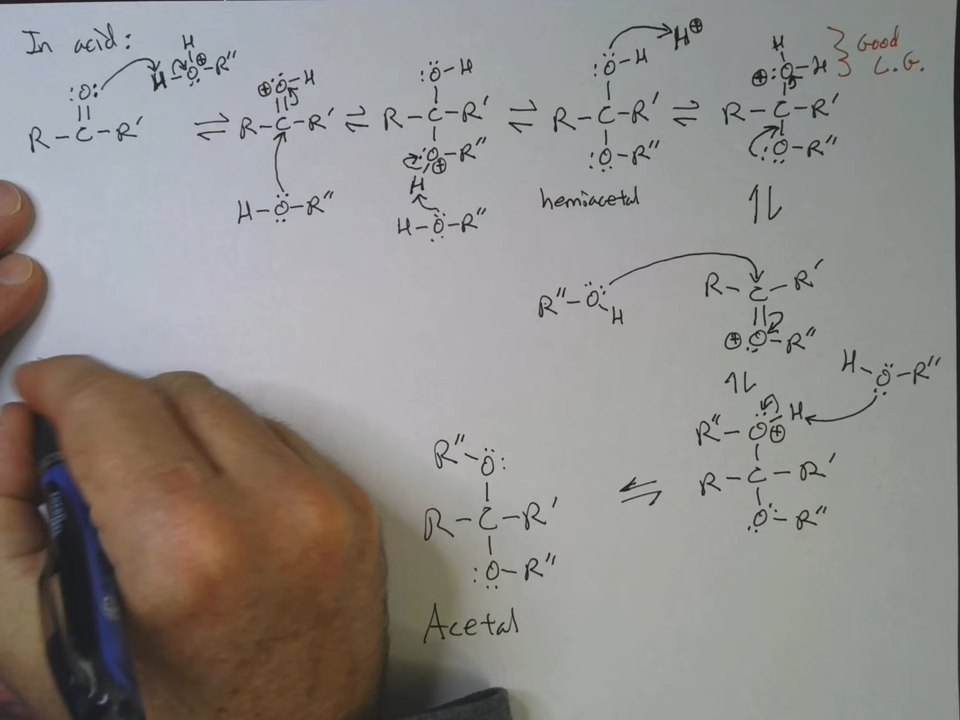 In acid:
:Ö: H–O⊕–R″ H
R–C–R′ ⇌ ⊕:Ö–H R–C–R′ H–Ö–R″ ⇌ :Ö–H R–C–R′ :O⊕–R″ H H–Ö–R″ ⇌ :Ö–H H⊕ R–C–R′ :Ö–R″ ⇌ H ⊕:O–H R–C–R′ :Ö–R″
Good
L.G.
hemiacetal
R″–Ö: H R–C–R′ ⊕Ö–R″
H–Ö–R″
R″–Ö⊕ H R–C–R′ :Ö–R″
R″–Ö: R–C–R′ :Ö–R″
Acetal